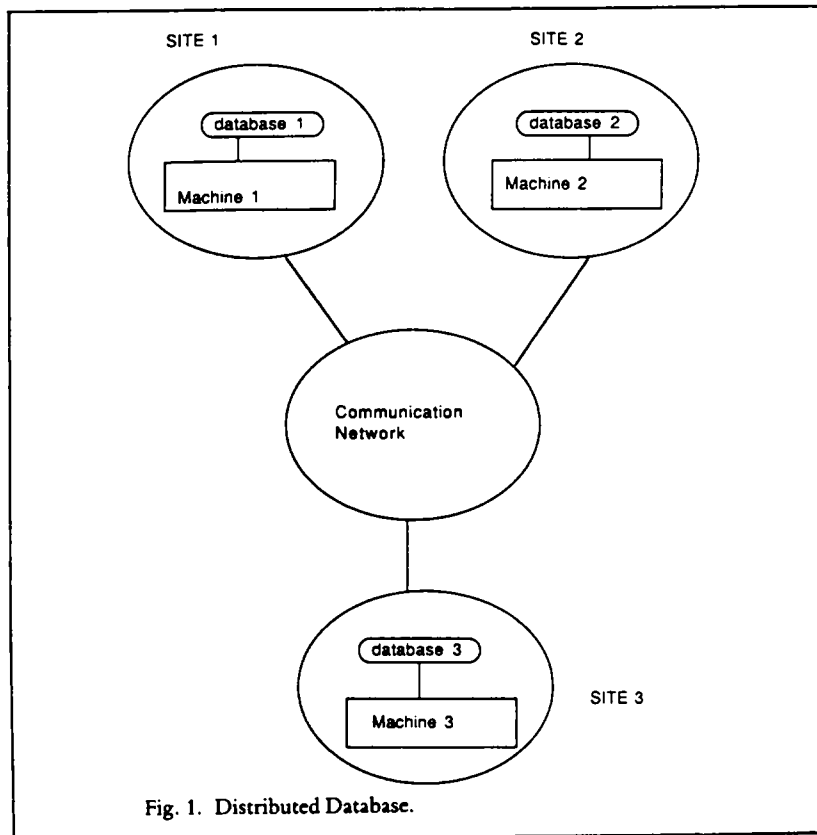 SITE 1
SITE 2
database 1
database 2
Machine 1
Machine 2
Communication
Network
database 3
Machine 3
SITE 3
Fig. 1. Distributed Database.